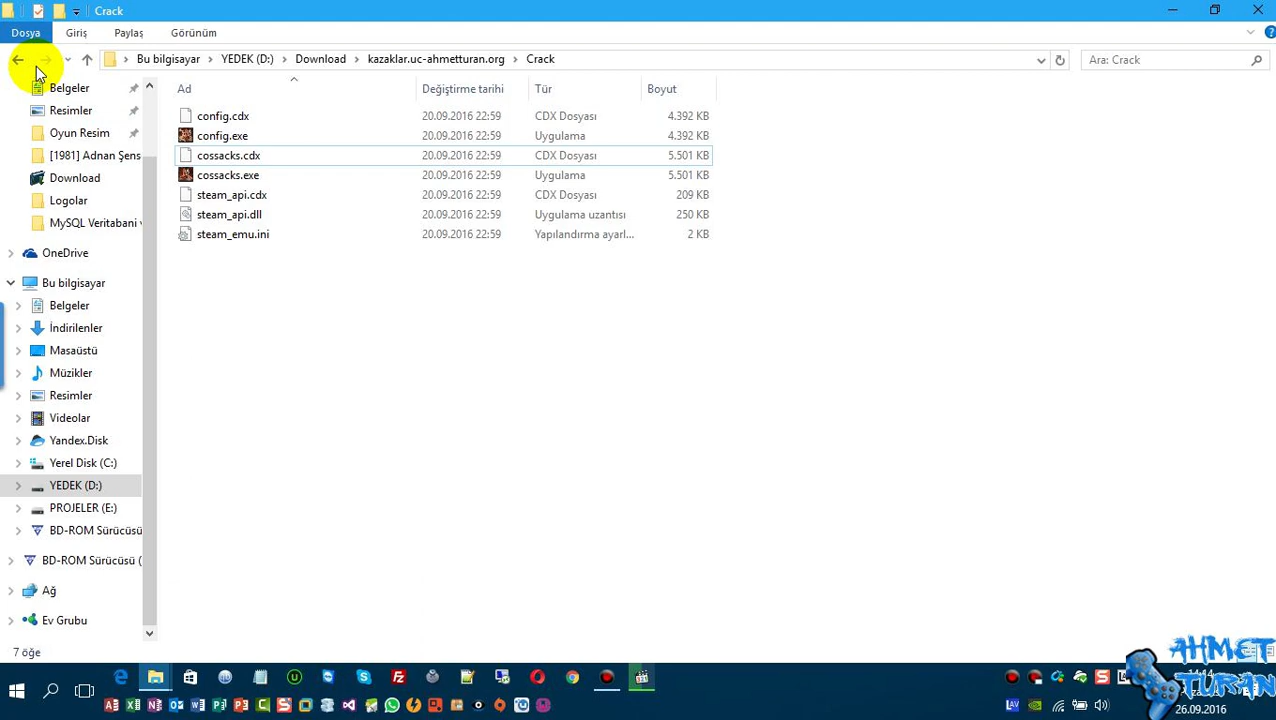 Crack
Dosya Giriş Paylaş Görünüm
Bu bilgisayar YEDEK (D:) Download kazaklar.uc-ahmetturan.org Crack
Ara: Crack
Ad Değiştirme tarihi Tür Boyut
config.cdx 20.09.2016 22:59 CDX Dosyası 4.392 KB
config.exe 20.09.2016 22:59 Uygulama 4.392 KB
cossacks.cdx 20.09.2016 22:59 CDX Dosyası 5.501 KB
cossacks.exe 20.09.2016 22:59 Uygulama 5.501 KB
steam_api.cdx 20.09.2016 22:59 CDX Dosyası 209 KB
steam_api.dll 20.09.2016 22:59 Uygulama uzantısı 250 KB
steam_emu.ini 20.09.2016 22:59 Yapılandırma ayarl... 2 KB
Belgeler
Resimler
Oyun Resim
[1981] Adnan Şens
Download
Logolar
MySQL Veritabani v
OneDrive
Bu bilgisayar
Belgeler
İndirilenler
Masaüstü
Müzikler
Resimler
Videolar
Yandex.Disk
Yerel Disk (C:)
YEDEK (D:)
PROJELER (E:)
BD-ROM Sürücüsü
BD-ROM Sürücüsü (
Ağ
Ev Grubu
7 öğe
AHMET
TURAN
26.09.2016